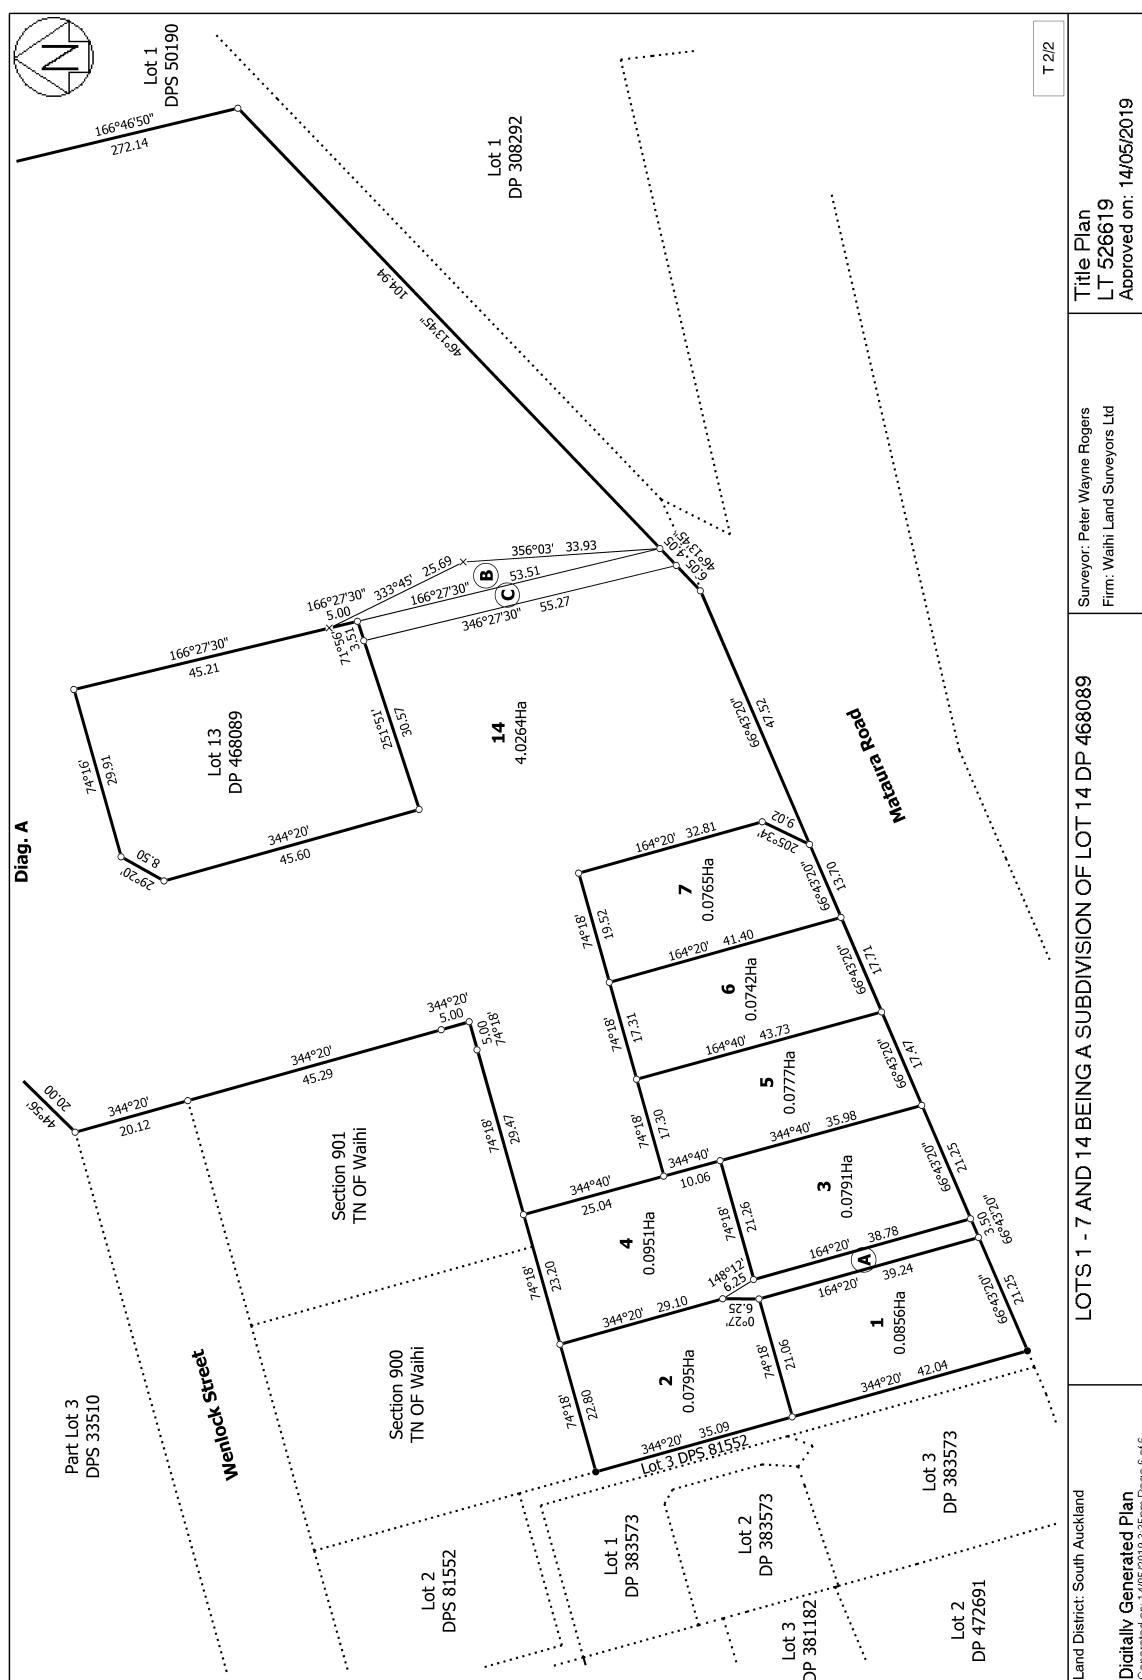 Diag. A
N
Lot 1
DPS 50190
166°46'50"
272.14
104.94
46°13'45"
Lot 1
DP 308292
T 2/2
44°56'
20.00
344°20'
20.12
344°20'
45.29
344°20'
5.00
5.00
74°18'
74°18'
29.47
Section 901
TN OF Waihi
Section 900
TN OF Waihi
Part Lot 3
DPS 33510
Wenlock Street
29°20'
8.50
74°16'
29.91
166°27'30"
45.21
Lot 13
DP 468089
344°20'
45.60
251°51'
30.57
71°56'
3.51
166°27'30"
5.00
333°45'
25.69
166°27'30"
53.51
356°03'
33.93
B
C
346°27'30"
55.27
46°13'45"
4.05
6.05
14
4.0264Ha
66°43'20"
47.52
Mataura Road
205°34'
9.02
164°20'
32.81
7
0.0765Ha
74°18'
19.52
66°43'20"
13.70
164°20'
41.40
6
0.0742Ha
74°18'
17.31
66°43'20"
17.71
164°40'
43.73
5
0.0777Ha
74°18'
17.30
66°43'20"
17.47
344°40'
35.98
344°40'
10.06
344°40'
25.04
3
0.0791Ha
74°18'
21.26
66°43'20"
21.25
4
0.0951Ha
74°18'
23.20
148°12'
6.25
164°20'
38.78
A
3.50
66°43'20"
164°20'
39.24
0°27'
6.25
344°20'
29.10
1
0.0856Ha
74°18'
21.06
66°43'20"
21.25
344°20'
42.04
2
0.0795Ha
74°18'
22.80
344°20'
35.09
Lot 3 DPS 81552
Lot 2
DPS 81552
Lot 1
DP 383573
Lot 2
DP 383573
Lot 3
DP 383573
Lot 3
DP 381182
Lot 2
DP 472691
Land District: South Auckland
Digitally Generated Plan
Generated on: 14/05/2019 3:35pm Page 6 of 6
LOTS 1 - 7 AND 14 BEING A SUBDIVISION OF LOT 14 DP 468089
Surveyor: Peter Wayne Rogers
Firm: Waihi Land Surveyors Ltd
Title Plan
LT 526619
Approved on: 14/05/2019